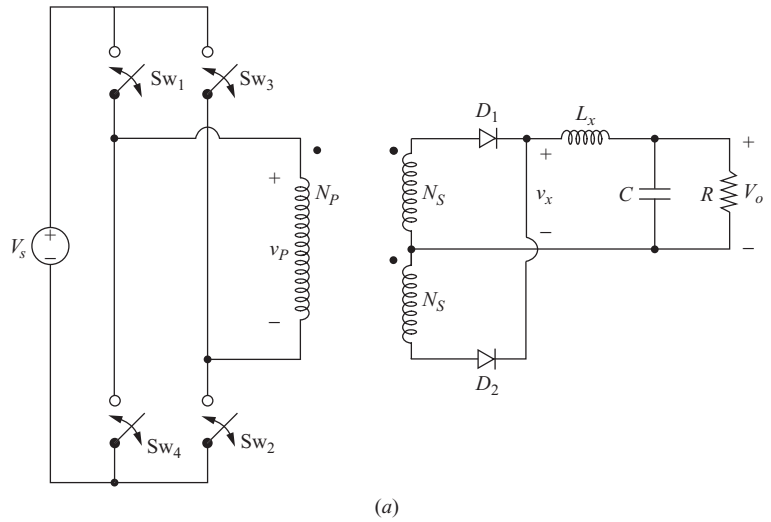 Sw1 Sw3
D1 Lx
+ NP NS + +
Vs + − vP vx C R Vo
− NS − −
D2
Sw4 Sw2
(a)